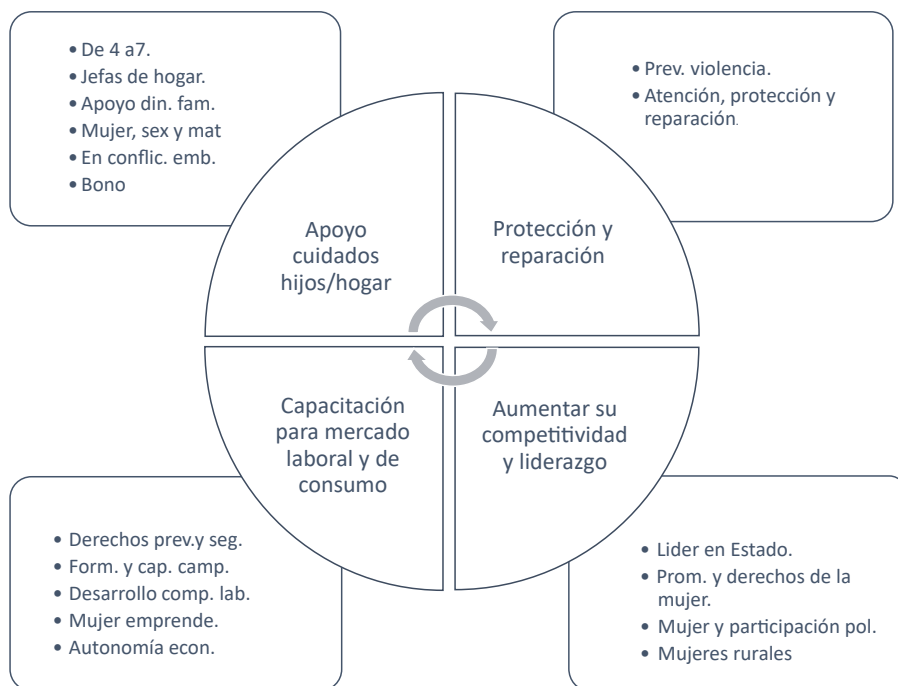 • De 4 a7.
• Jefas de hogar.
• Apoyo din. fam.
• Mujer, sex y mat
• En conflic. emb.
• Bono
• Prev. violencia.
• Atención, protección y
reparación.
Apoyo
cuidados
hijos/hogar
Protección y
reparación
Capacitación
para mercado
laboral y de
consumo
Aumentar su
competitividad
y liderazgo
• Derechos prev.y seg.
• Form. y cap. camp.
• Desarrollo comp. lab.
• Mujer emprende.
• Autonomía econ.
• Lider en Estado.
• Prom. y derechos de la
mujer.
• Mujer y participación pol.
• Mujeres rurales